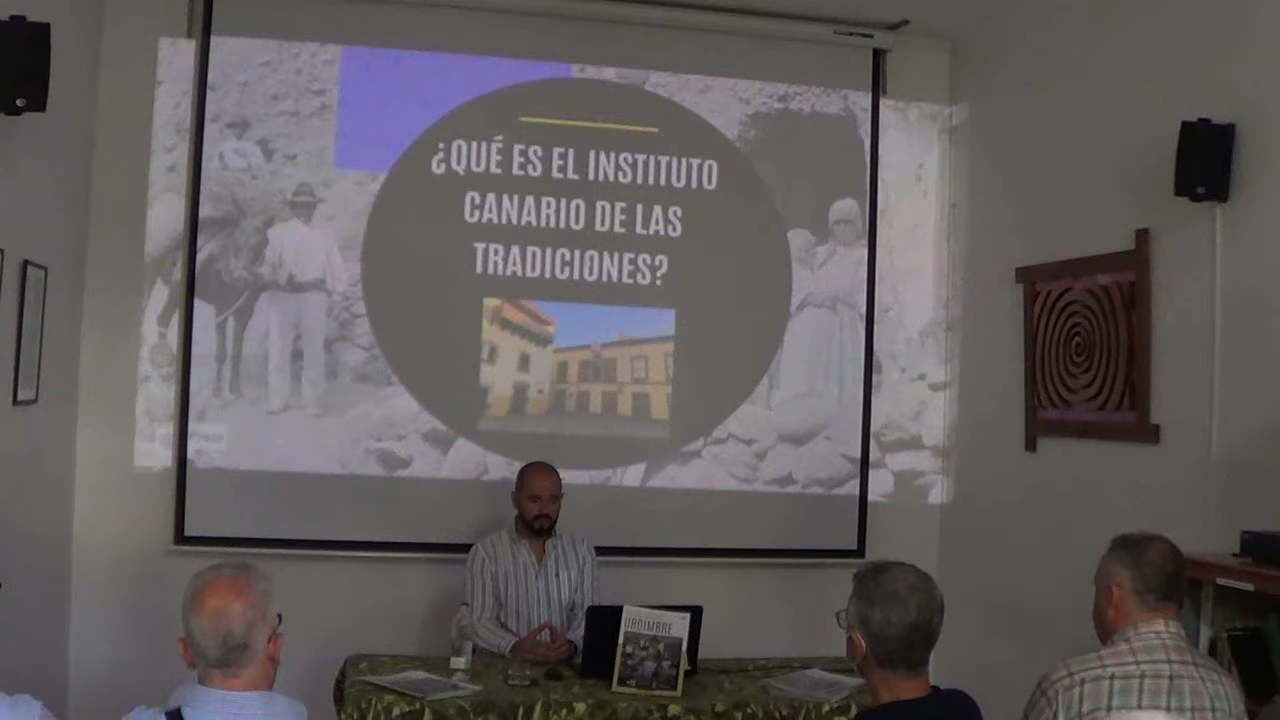 ¿QUÉ ES EL INSTITUTO
CANARIO DE LAS
TRADICIONES?
URDIMBRE